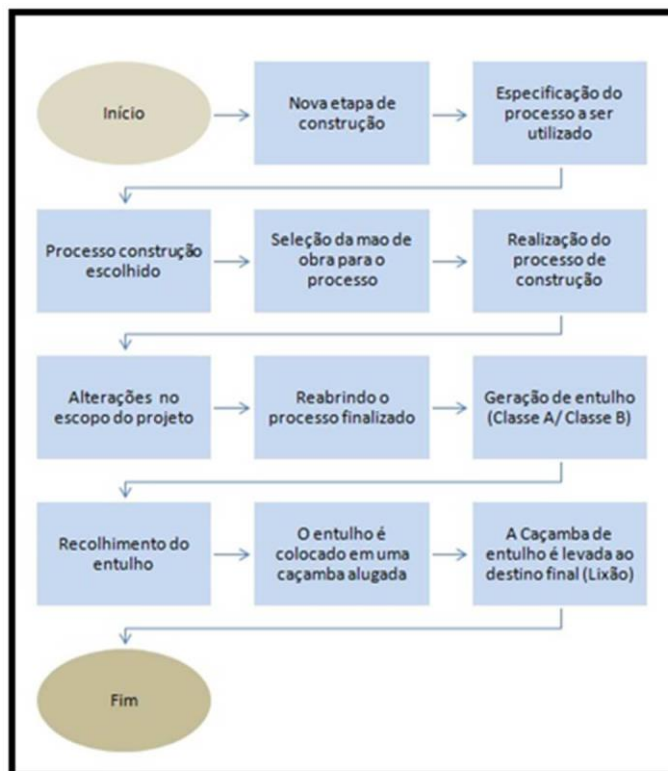 Início
Nova etapa de
construção
Especificação do
processo a ser
utilizado
Processo construção
escolhido
Seleção da mao de
obra para o
processo
Realização do
processo de
construção
Alterações no
escopo do projeto
Reabrindo o
processo finalizado
Geração de entulho
(Classe A/ Classe B)
Recolhimento do
entulho
O entulho é
colocado em uma
caçamba alugada
A Caçamba de
entulho é levada ao
destino final (Lixão)
Fim